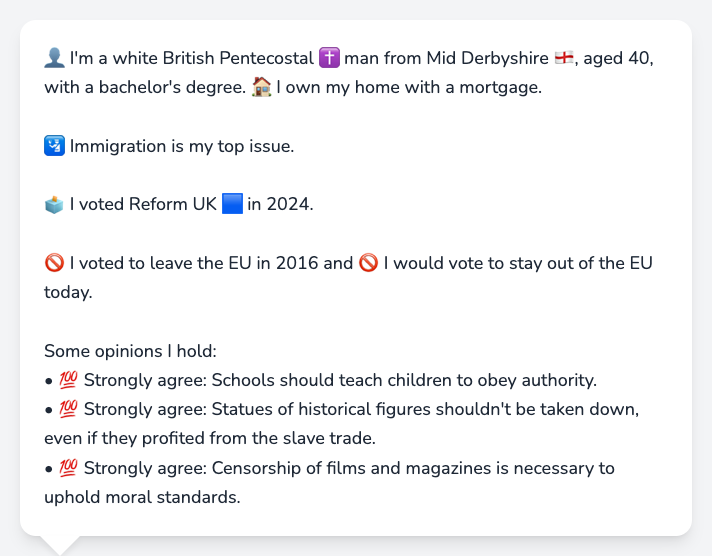 👤 I'm a white British Pentecostal ✝️ man from Mid Derbyshire 🏴󠁧󠁢󠁥󠁮󠁧󠁿, aged 40,
with a bachelor's degree. 🏠 I own my home with a mortgage.
🛂 Immigration is my top issue.
🗳️ I voted Reform UK 🟦 in 2024.
🚫 I voted to leave the EU in 2016 and 🚫 I would vote to stay out of the EU
today.
Some opinions I hold:
• 💯 Strongly agree: Schools should teach children to obey authority.
• 💯 Strongly agree: Statues of historical figures shouldn't be taken down,
even if they profited from the slave trade.
• 💯 Strongly agree: Censorship of films and magazines is necessary to
uphold moral standards.